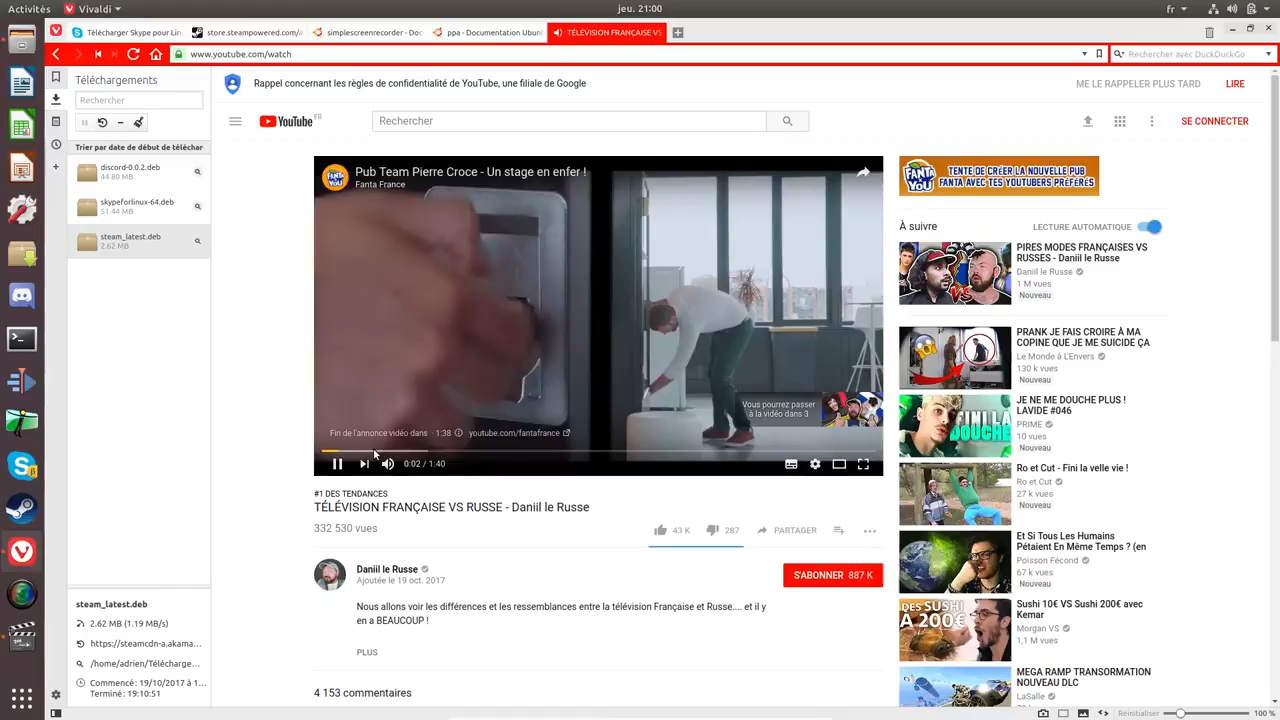 Vivaldi
jeu. 21:00
Télécharger Skype pour Lin
store.steampowered.com/a
simplescreenrecorder - Doc
ppa - Documentation Ubunt
TÉLÉVISION FRANÇAISE VS
www.youtube.com/watch
Rechercher avec DuckDuckGo
Téléchargements
Rechercher
Trier par date de début de téléchar
discord-0.0.2.deb
44.80 MB
skypeforlinux-64.deb
51.44 MB
steam_latest.deb
2.62 MB
steam_latest.deb
2.62 MB (1.19 MB/s)
https://steamcdn-a.akama...
/home/adrien/Télécharge...
Commencé : 19/10/2017 à 1...
Terminé : 19:10:51
Rappel concernant les règles de confidentialité de YouTube, une filiale de Google
ME LE RAPPELER PLUS TARD
LIRE
YouTube FR
Rechercher
SE CONNECTER
FANTA YOU
Pub Team Pierre Croce - Un stage en enfer !
Fanta France
Vous pourrez passer
à la vidéo dans 3
Fin de l'annonce vidéo dans · 1:38
youtube.com/fantafrance
0:02 / 1:40
#1 DES TENDANCES
TÉLÉVISION FRANÇAISE VS RUSSE - Daniil le Russe
332 530 vues
43 K
287
PARTAGER
Daniil le Russe
Ajoutée le 19 oct. 2017
S'ABONNER 887 K
Nous allons voir les différences et les ressemblances entre la télévision Française et Russe.... et il y
en a BEAUCOUP !
PLUS
4 153 commentaires
FANTA YOU
TENTE DE CRÉER LA NOUVELLE PUB
FANTA AVEC TES YOUTUBERS PRÉFÉRÉS
À suivre
LECTURE AUTOMATIQUE
VS
PIRES MODES FRANÇAISES VS
RUSSES - Daniil le Russe
Daniil le Russe
1 M vues
Nouveau
PRANK JE FAIS CROIRE À MA
COPINE QUE JE ME SUICIDE ÇA
Le Monde à L'Envers
130 k vues
Nouveau
FINI LA
DOUCHE
JE NE ME DOUCHE PLUS !
LAVIDE #046
PRIME
10 vues
Nouveau
Ro et Cut - Fini la velle vie !
Ro et Cut
27 k vues
Nouveau
Et Si Tous Les Humains
Pétaient En Même Temps ? (en
Poisson Fécond
67 k vues
Nouveau
DES SUSHI
A 200€
Sushi 10€ VS Sushi 200€ avec
Kemar
Morgan VS
1,1 M vues
MEGA RAMP TRANSORMATION
NOUVEAU DLC
LaSalle
Réinitialiser
100 %